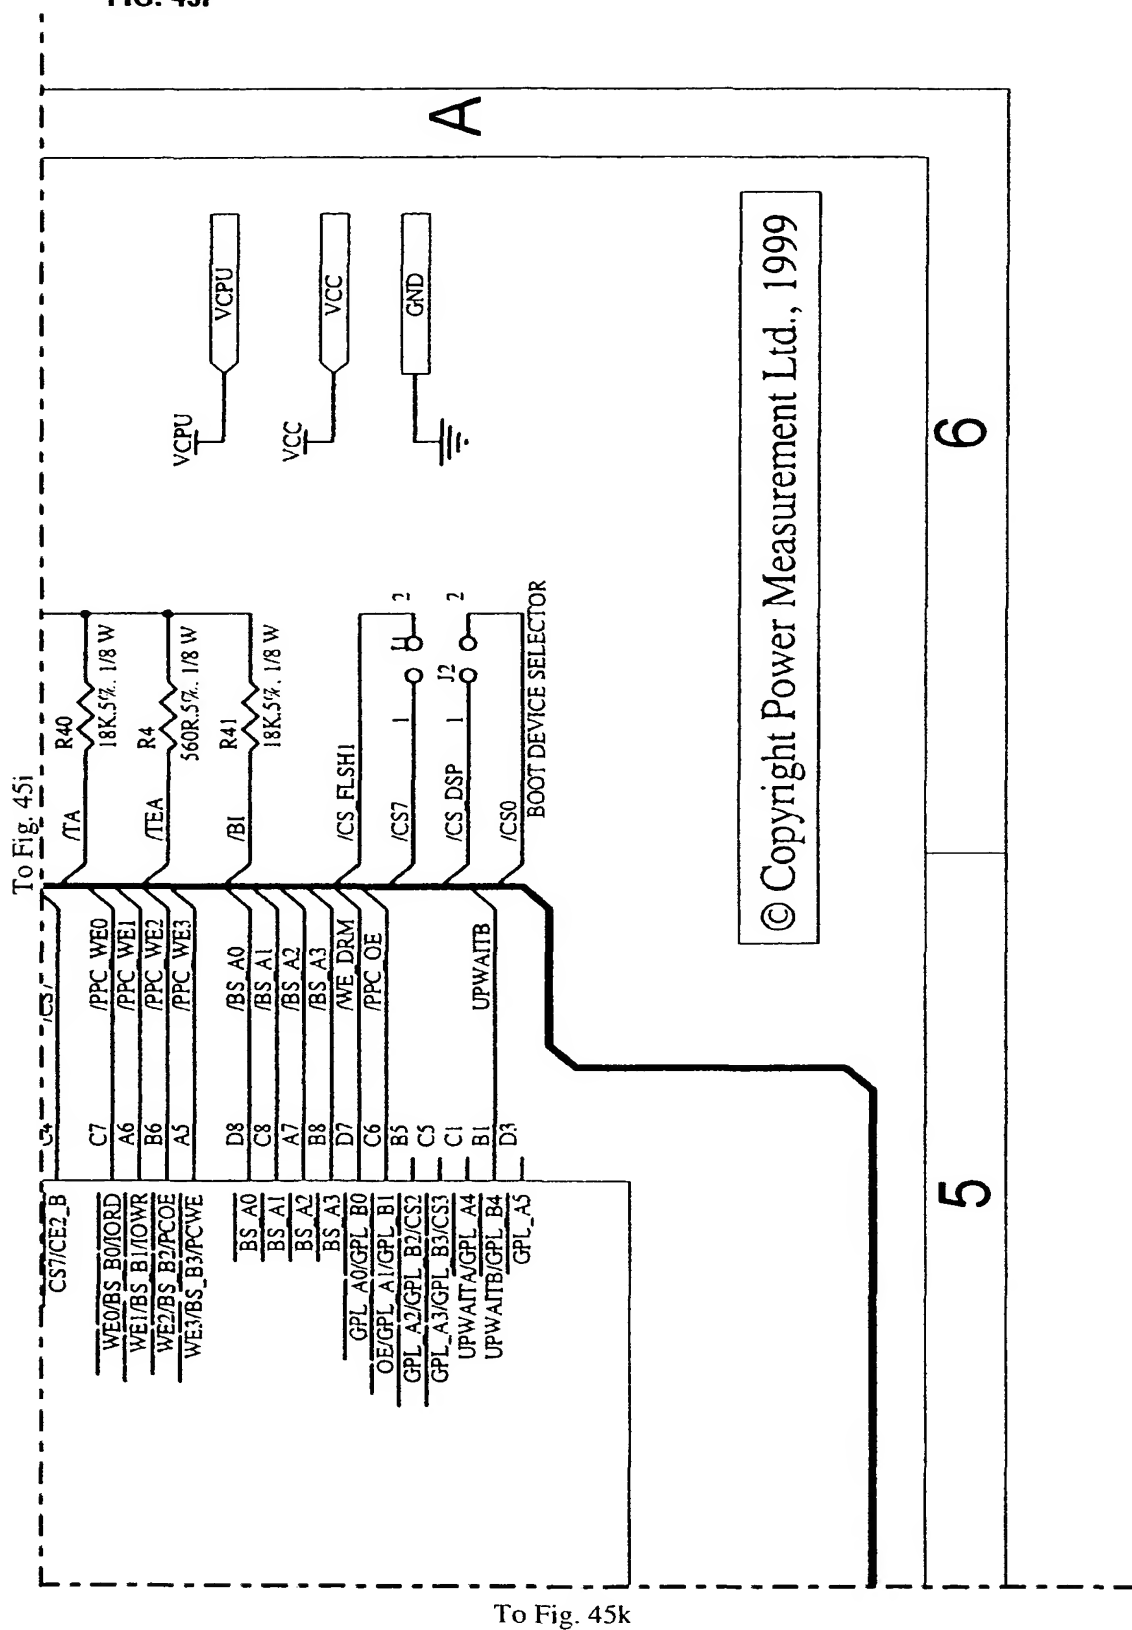 To Fig. 45i
A
VCPU
VCPU
VCC
VCC
GND
R40
18K.5%. 1/8 W
/TA
R4
560R.5%. 1/8 W
/TEA
R41
18K.5%. 1/8 W
/BI
/CS_FLSH1
/CS7
/CS_DSP
/CS0
1
J1
2
1
J2
2
BOOT DEVICE SELECTOR
CS7/CE2_B
C4
WE0/BS_B0/IORD
C7
/PPC_WE0
WE1/BS_B1/IOWR
A6
/PPC_WE1
WE2/BS_B2/PCOE
B6
/PPC_WE2
WE3/BS_B3/PCWE
A5
/PPC_WE3
BS_A0
D8
/BS_A0
BS_A1
C8
/BS_A1
BS_A2
A7
/BS_A2
BS_A3
B8
/BS_A3
GPL_A0/GPL_B0
D7
/WE_DRM
OE/GPL_A1/GPL_B1
C6
/PPC_OE
GPL_A2/GPL_B2/CS2
B5
GPL_A3/GPL_B3/CS3
C5
UPWAITA/GPL_A4
C1
UPWAITB/GPL_B4
B1
UPWAITB
GPL_A5
D3
© Copyright Power Measurement Ltd., 1999
6
5
To Fig. 45k